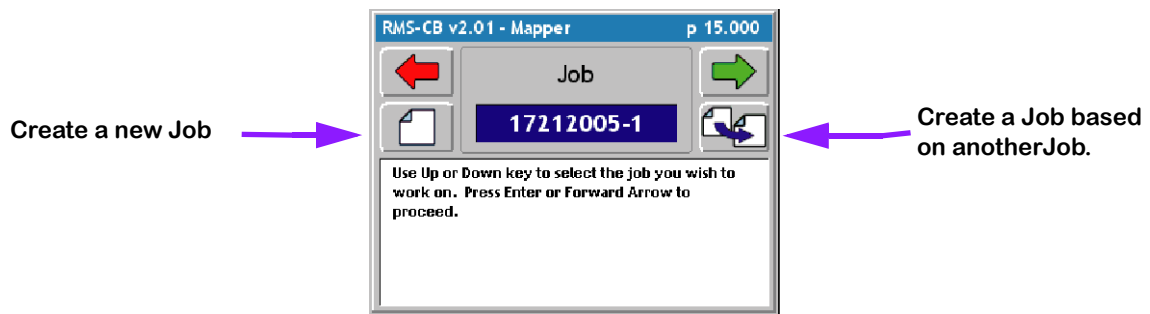 RMS-CB v2.01 - Mapper p 15.000
Job
17212005-1
Create a new Job
Create a Job based
on anotherJob.
Use Up or Down key to select the job you wish to
work on. Press Enter or Forward Arrow to
proceed.